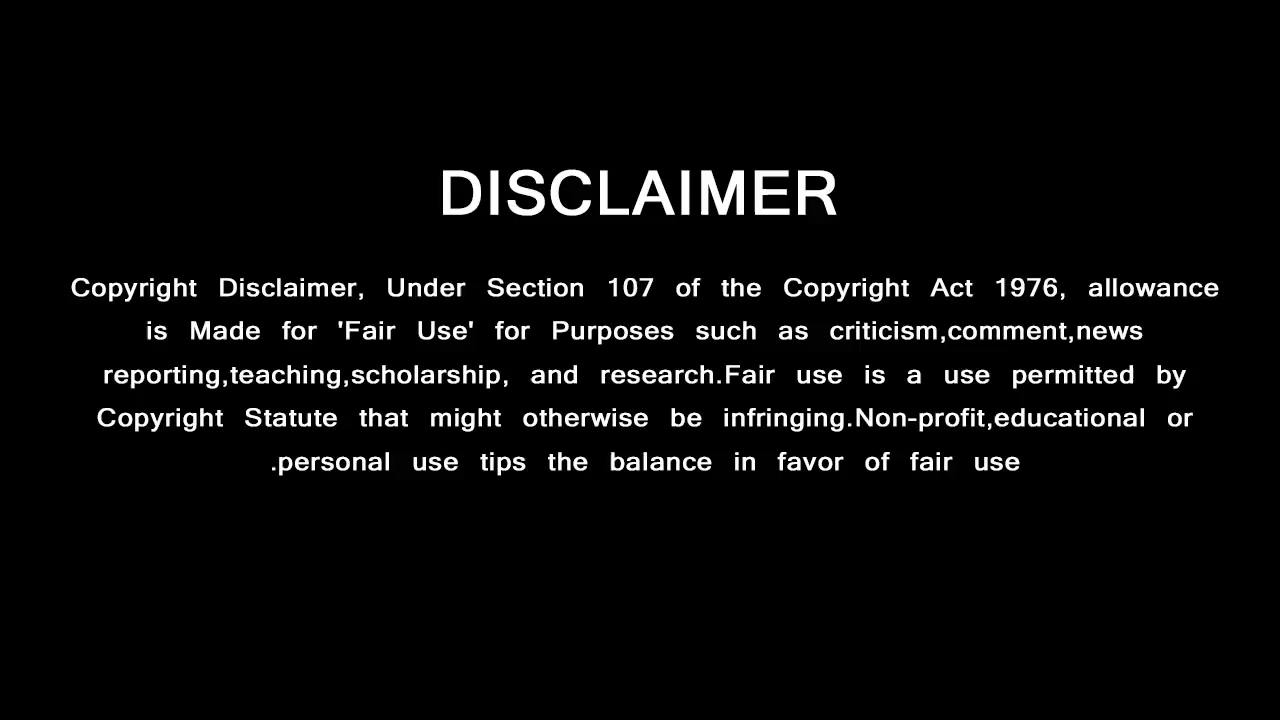 DISCLAIMER
Copyright Disclaimer, Under Section 107 of the Copyright Act 1976, allowance
is Made for 'Fair Use' for Purposes such as criticism,comment,news
reporting,teaching,scholarship, and research.Fair use is a use permitted by
Copyright Statute that might otherwise be infringing.Non-profit,educational or
.personal use tips the balance in favor of fair use